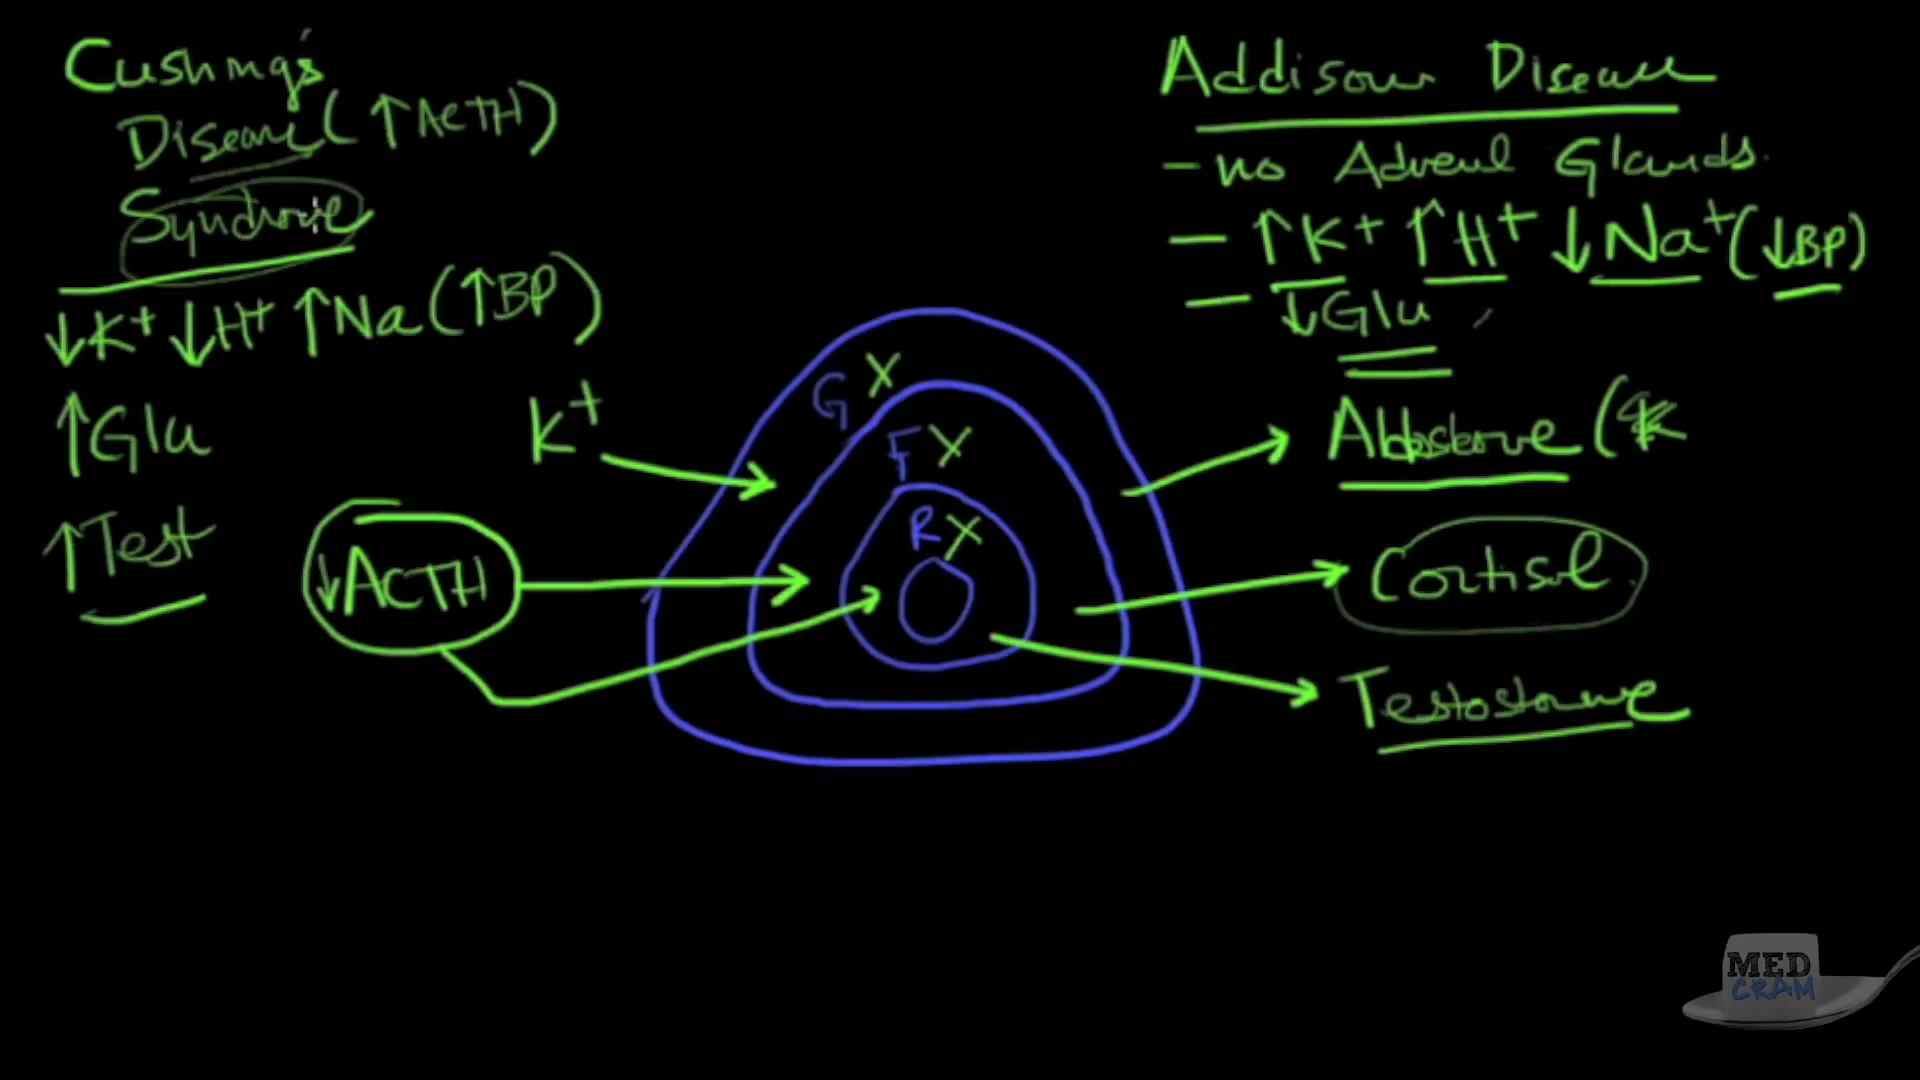 Cushing's
Disease (↑ACTH)
Syndrome
↓K+ ↓H+ ↑Na (↑BP)
↑Glu
↑Test
K+
↓ACTH
G X
F X
R X
Addison Disease
- no Adrenal Glands.
- ↑K+ ↑H+ ↓Na+ (↓BP)
- ↓Glu
Aldosterone (
Cortisol
Testosterone
MED
CRAM